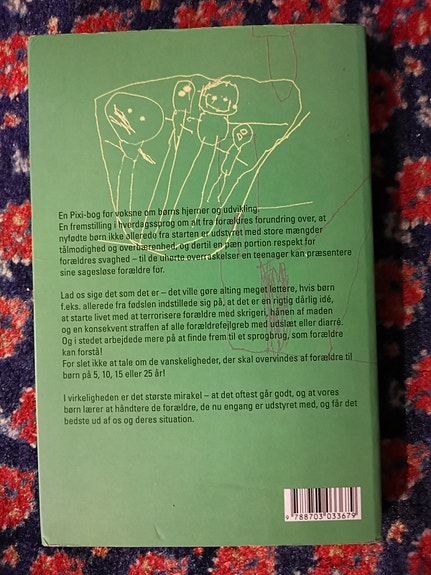 En Pixi-bog for voksne om børns hjerner og udvikling.
En fremstilling i hverdagssprog om alt fra forældres forundring over, at
nyfødte børn ikke allerede fra starten er udstyret med store mængder
tålmodighed og overbærenhed, og dertil en pæn portion respekt for
forældres svaghed – til de uhørte overraskelser en teenager kan præsentere
sine sagesløse forældre for.
Lad os sige det som det er – det ville gøre alting meget lettere, hvis børn
f.eks. allerede fra fødslen indstillede sig på, at det er en rigtig dårlig idé,
at starte livet med at terrorisere forældre med skrigeri, hånen af maden
og en konsekvent straffen af alle forældrefejlgreb med udslæt eller diarré.
Og i stedet arbejdede mere på at finde frem til et sprogbrug, som forældre
kan forstå!
For slet ikke at tale om de vanskeligheder, der skal overvindes af forældre til
børn på 5, 10, 15 eller 25 år!
I virkeligheden er det største mirakel – at det oftest går godt, og at vores
børn lærer at håndtere de forældre, de nu engang er udstyret med, og får det
bedste ud af os og deres situation.
9 788703 033679